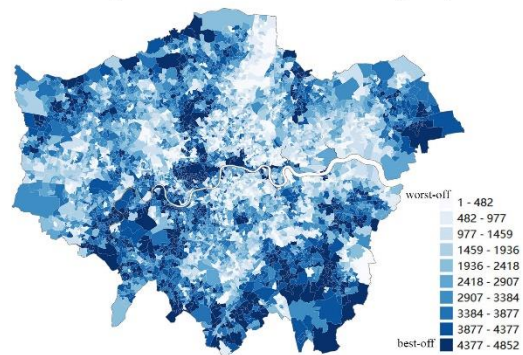 worst-off
1 - 482
482 - 977
977 - 1459
1459 - 1936
1936 - 2418
2418 - 2907
2907 - 3384
3384 - 3877
3877 - 4377
best-off
4377 - 4852